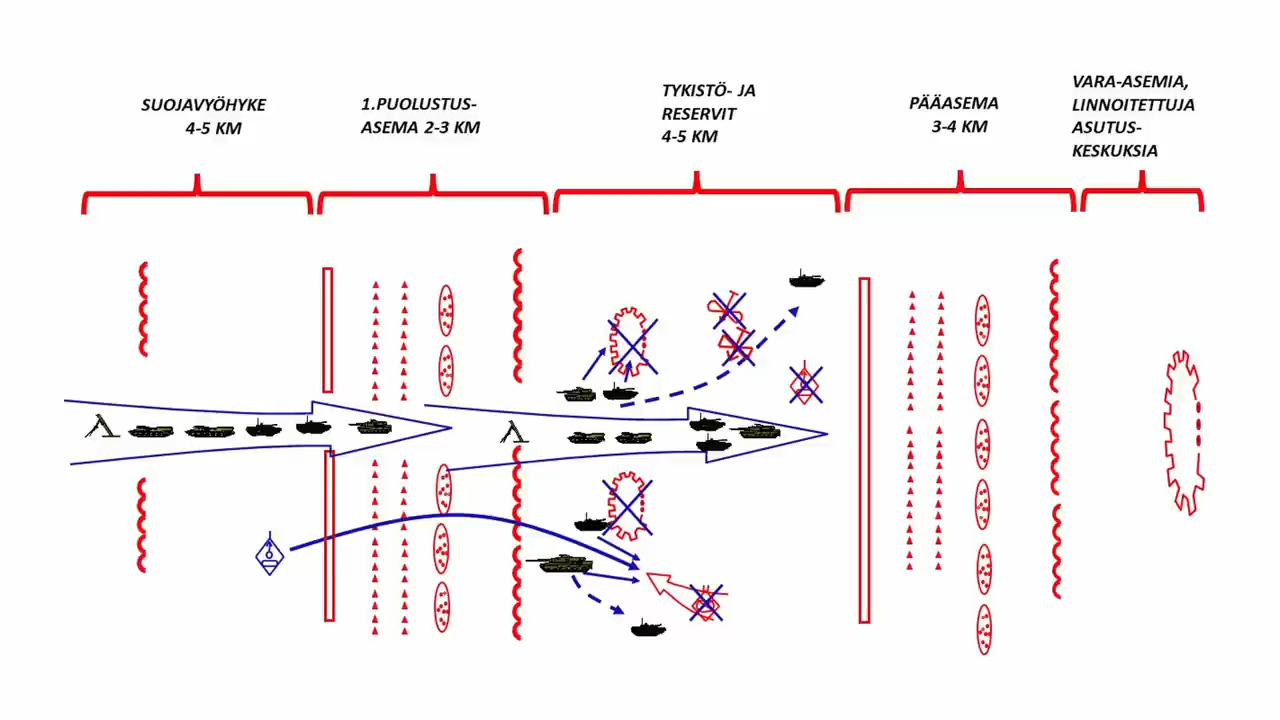 SUOJAVYÖHYKE
4-5 KM
1.PUOLUSTUS-
ASEMA 2-3 KM
TYKISTÖ- JA
RESERVIT
4-5 KM
PÄÄASEMA
3-4 KM
VARA-ASEMIA,
LINNOITETTUJA
ASUTUS-
KESKUKSIA